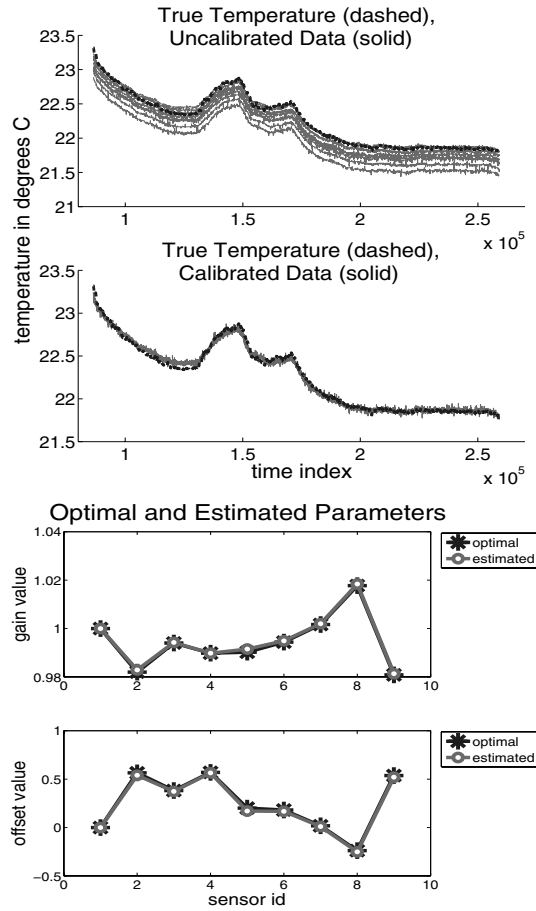 True Temperature (dashed),
Uncalibrated Data (solid)
23.5
23
22.5
22
21.5
21
1
1.5
2
2.5
x 10^5
temperature in degrees C
True Temperature (dashed),
Calibrated Data (solid)
23.5
23
22.5
22
21.5
1
1.5
2
2.5
time index
x 10^5
Optimal and Estimated Parameters
1.04
1.02
1
0.98
gain value
0
2
4
6
8
10
optimal
estimated
1
0.5
0
−0.5
offset value
0
2
4
6
8
10
sensor id
optimal
estimated